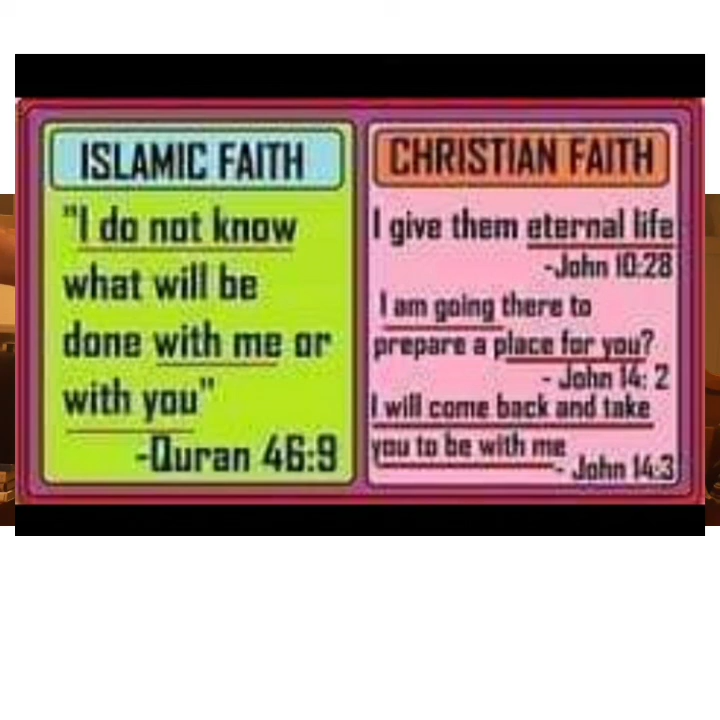 ISLAMIC FAITH
"I do not know
what will be
done with me or
with you"
-Quran 46:9
CHRISTIAN FAITH
I give them eternal life
-John 10:28
I am going there to
prepare a place for you?
- John 14: 2
I will come back and take
you to be with me
- John 14:3